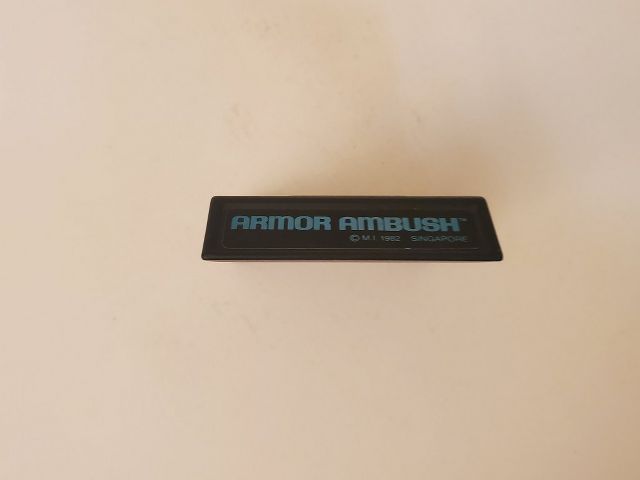 ARMOR AMBUSH™
© M.I. 1982 SINGAPORE